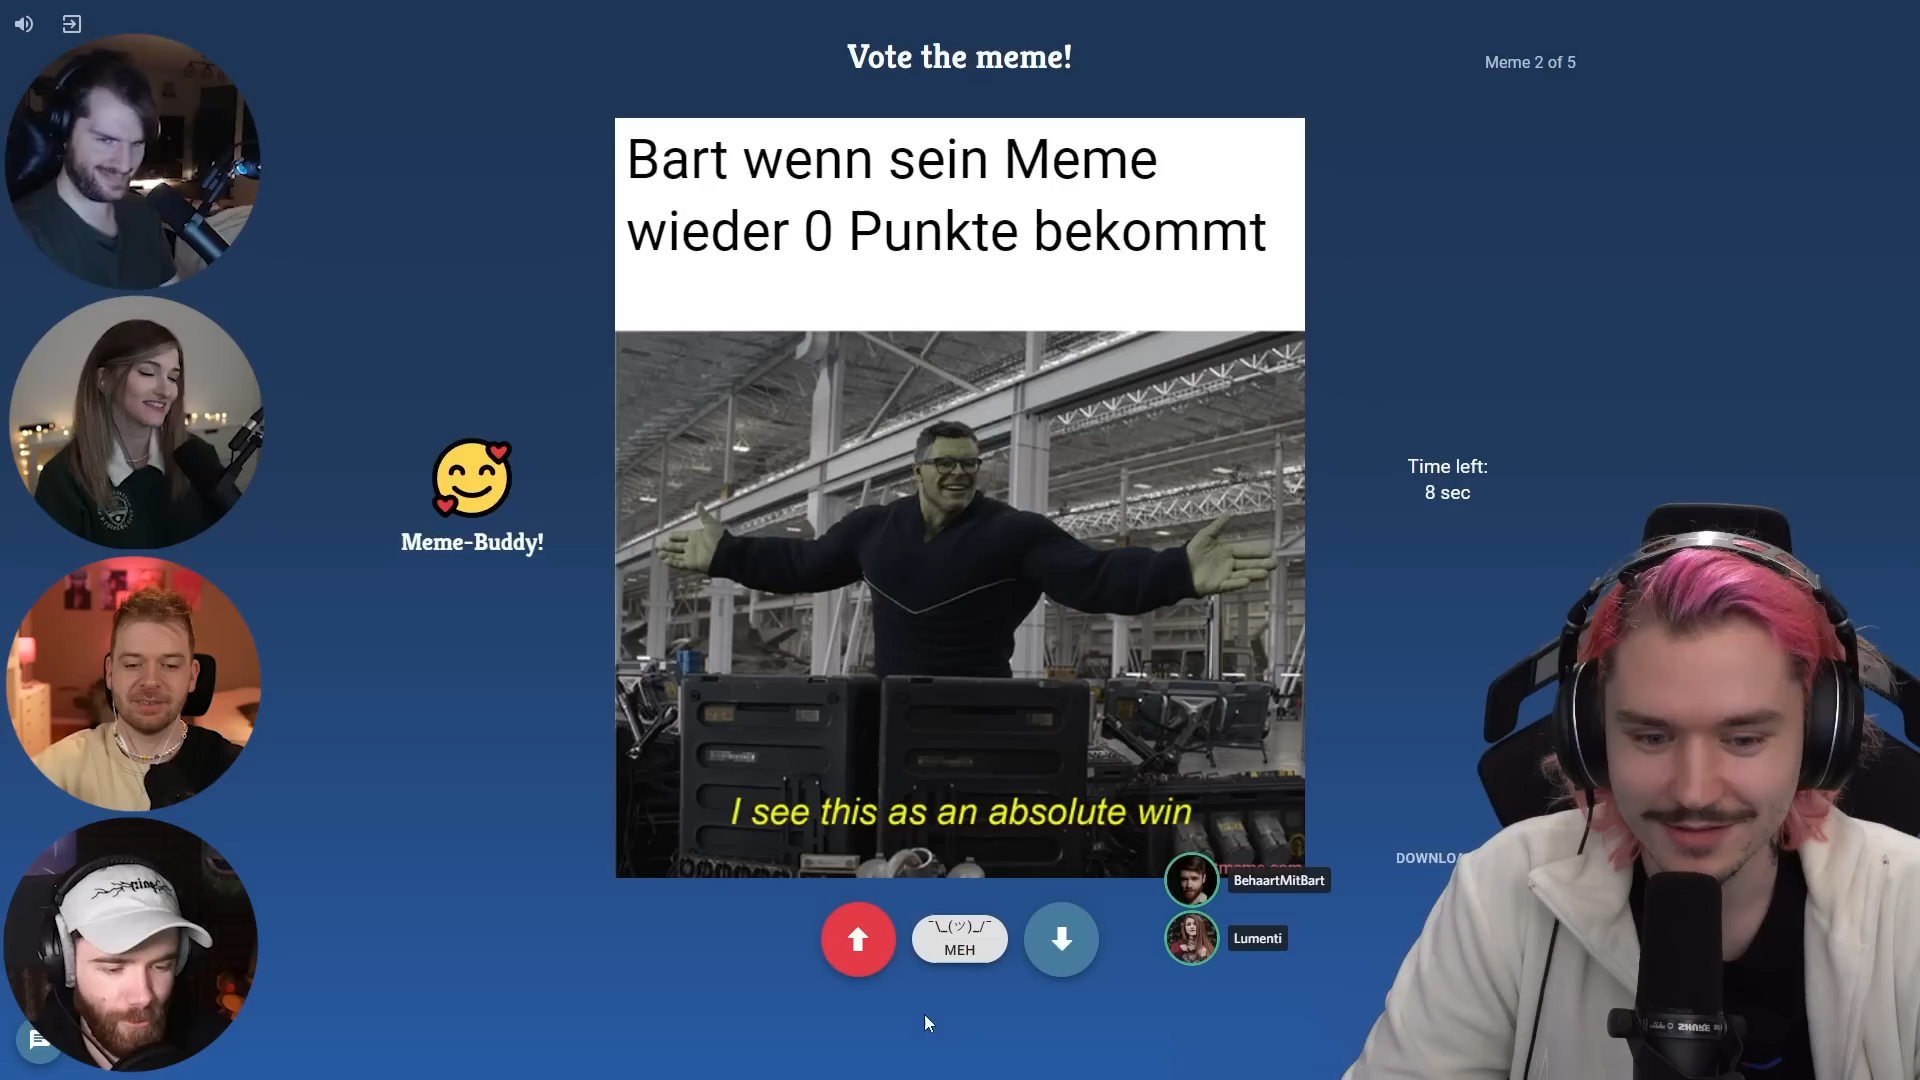 Vote the meme!
Meme 2 of 5
Bart wenn sein Meme
wieder 0 Punkte bekommt
Meme-Buddy!
Time left:
8 sec
I see this as an absolute win
BehaartMitBart
Lumenti
¯\_(ツ)_/¯
MEH
SHURE